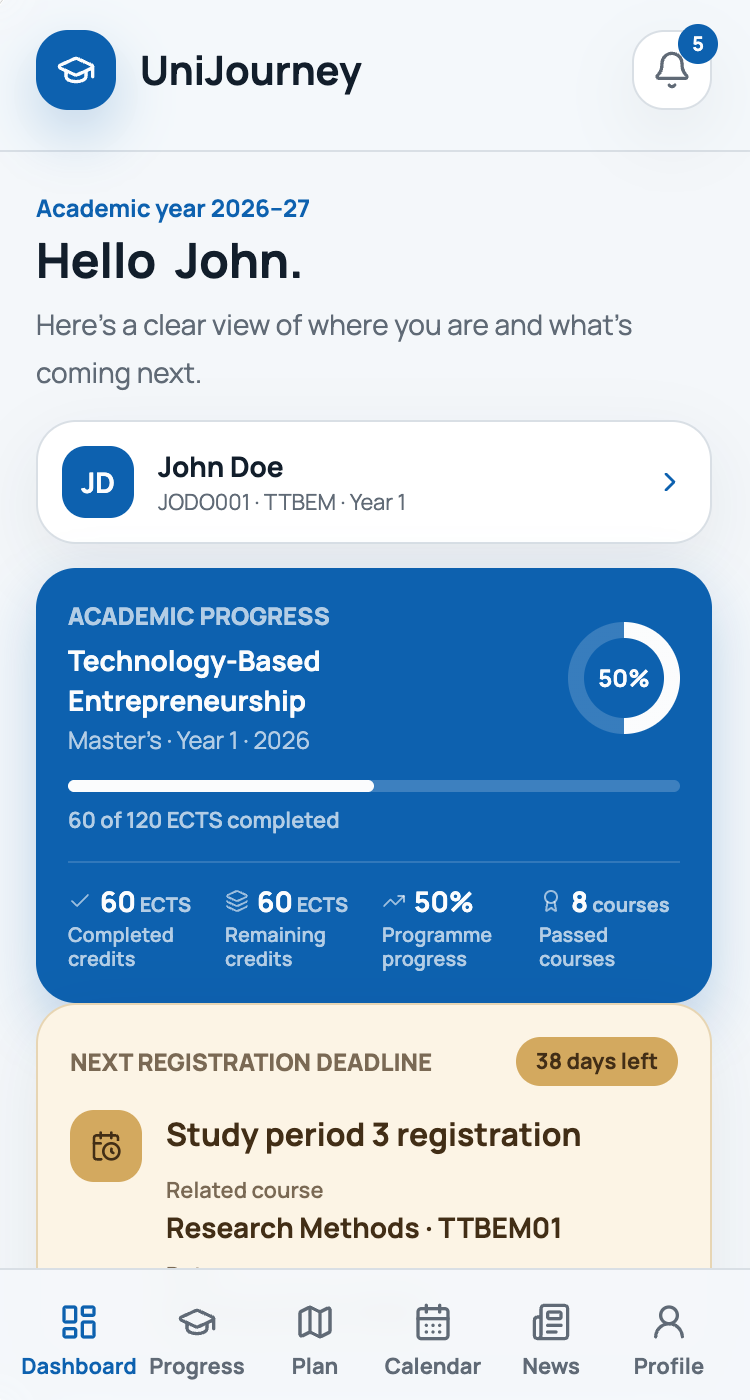 UniJourney
5
Academic year 2026–27
Hello John.
Here’s a clear view of where you are and what’s
coming next.
JD
John Doe
JODO001 · TTBEM · Year 1
ACADEMIC PROGRESS
Technology-Based
Entrepreneurship
Master’s · Year 1 · 2026
50%
60 of 120 ECTS completed
60 ECTS
Completed
credits
60 ECTS
Remaining
credits
50%
Programme
progress
8 courses
Passed
courses
NEXT REGISTRATION DEADLINE
38 days left
Study period 3 registration
Related course
Research Methods · TTBEM01
Dashboard
Progress
Plan
Calendar
News
Profile